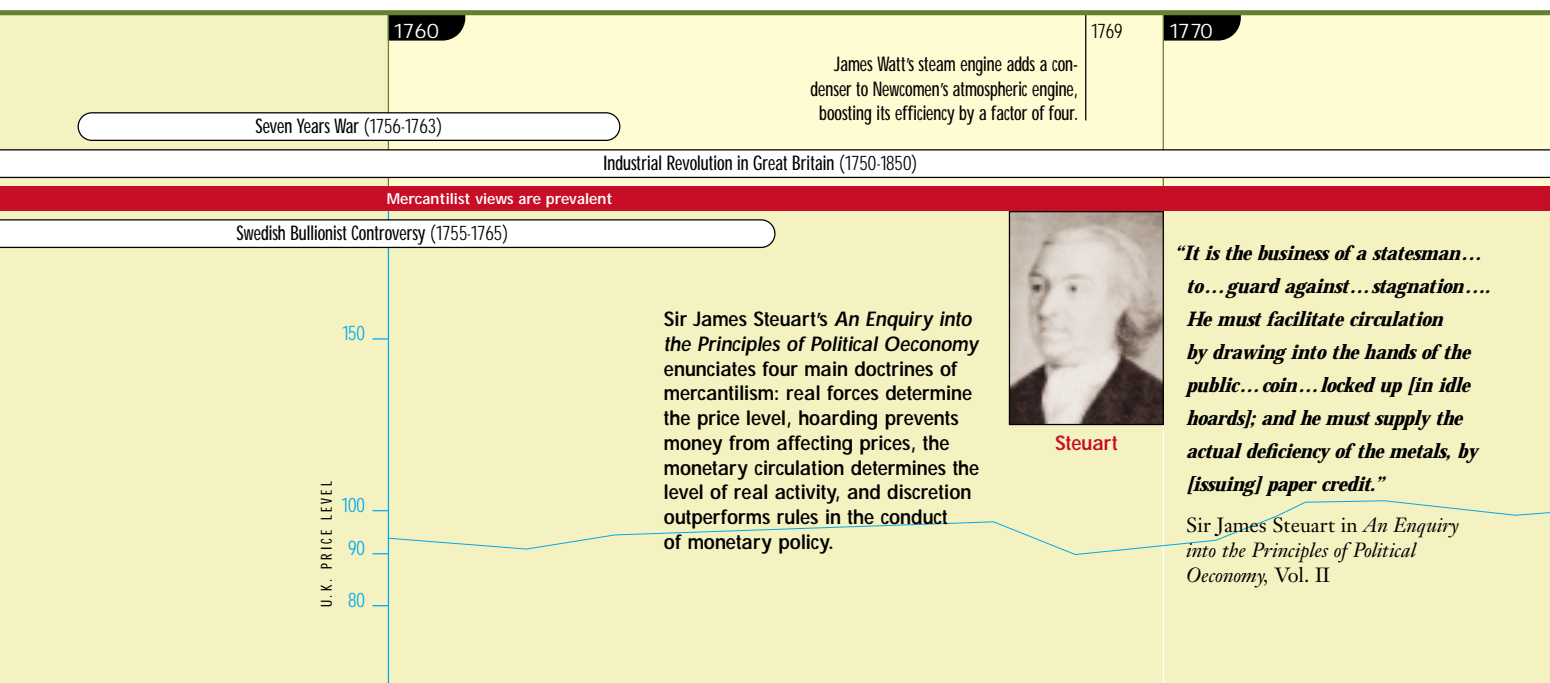 1760
1769
1770
James Watt's steam engine adds a con-
denser to Newcomen's atmospheric engine,
boosting its efficiency by a factor of four.
Seven Years War (1756-1763)
Industrial Revolution in Great Britain (1750-1850)
Mercantilist views are prevalent
Swedish Bullionist Controversy (1755-1765)
150
100
90
80
U.K. PRICE LEVEL
Sir James Steuart's An Enquiry into
the Principles of Political Oeconomy
enunciates four main doctrines of
mercantilism: real forces determine
the price level, hoarding prevents
money from affecting prices, the
monetary circulation determines the
level of real activity, and discretion
outperforms rules in the conduct
of monetary policy.
Steuart
“It is the business of a statesman…
to…guard against…stagnation….
He must facilitate circulation
by drawing into the hands of the
public…coin…locked up [in idle
hoards]; and he must supply the
actual deficiency of the metals, by
[issuing] paper credit.”
Sir James Steuart in An Enquiry
into the Principles of Political
Oeconomy, Vol. II